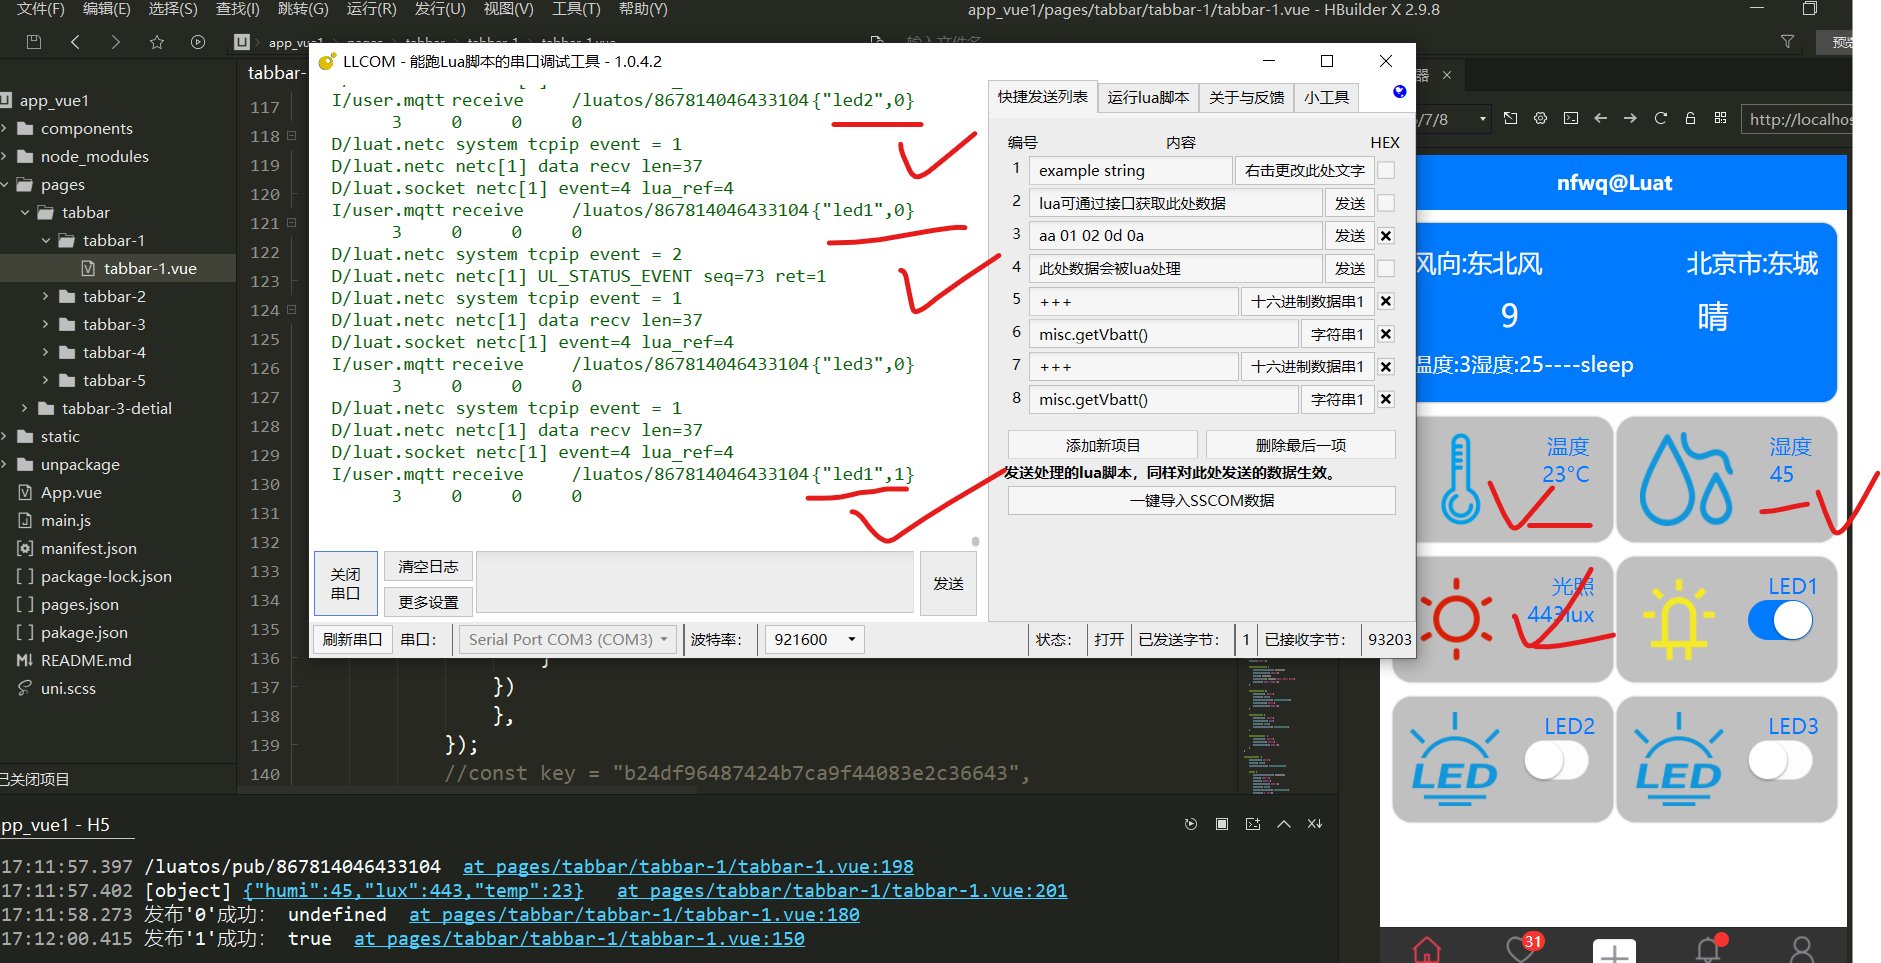 文件(F) 编辑(E) 选择(S) 查找(I) 跳转(G) 运行(R) 发行(U) 视图(V) 工具(T) 帮助(Y)
app_vue1/pages/tabbar/tabbar-1/tabbar-1.vue - HBuilder X 2.9.8
app_vue1
components
node_modules
pages
tabbar
tabbar-1
tabbar-1.vue
tabbar-2
tabbar-3
tabbar-4
tabbar-5
tabbar-3-detial
static
unpackage
App.vue
main.js
manifest.json
package-lock.json
pages.json
pakage.json
README.md
uni.scss
已关闭项目
tabbar-
117
118
119
120
121
122
123
124
125
126
127
128
129
130
131
132
133
134
135
136
137 })
138 },
139 });
140 //const key = "b24df96487424b7ca9f44083e2c36643",
LLCOM - 能跑Lua脚本的串口调试工具 - 1.0.4.2
I/user.mqtt receive /luatos/867814046433104{"led2",0}
3 0 0 0
D/luat.netc system tcpip event = 1
D/luat.netc netc[1] data recv len=37
D/luat.socket netc[1] event=4 lua_ref=4
I/user.mqtt receive /luatos/867814046433104{"led1",0}
3 0 0 0
D/luat.netc system tcpip event = 2
D/luat.netc netc[1] UL_STATUS_EVENT seq=73 ret=1
D/luat.netc system tcpip event = 1
D/luat.netc netc[1] data recv len=37
D/luat.socket netc[1] event=4 lua_ref=4
I/user.mqtt receive /luatos/867814046433104{"led3",0}
3 0 0 0
D/luat.netc system tcpip event = 1
D/luat.netc netc[1] data recv len=37
D/luat.socket netc[1] event=4 lua_ref=4
I/user.mqtt receive /luatos/867814046433104{"led1",1}
3 0 0 0
关闭
串口
清空日志
更多设置
发送
快捷发送列表 运行lua脚本 关于与反馈 小工具
编号 内容 HEX
1 example string 右击更改此处文字
2 lua可通过接口获取此处数据 发送
3 aa 01 02 0d 0a 发送
4 此处数据会被lua处理 发送
5 +++ 十六进制数据串1
6 misc.getVbatt() 字符串1
7 +++ 十六进制数据串1
8 misc.getVbatt() 字符串1
添加新项目 删除最后一项
发送处理的lua脚本，同样对此处发送的数据生效。
一键导入SSCOM数据
刷新串口 串口： Serial Port COM3 (COM3) 波特率： 921600 状态： 打开 已发送字节： 1 已接收字节： 93203
预览
器
/7/8 http://localhos
nfwq@Luat
风向:东北风 北京市:东城
9 晴
温度:3湿度:25----sleep
温度
23°C
湿度
45
光照
443lux
LED1
LED2
LED
LED3
LED
31
pp_vue1 - H5
17:11:57.397 /luatos/pub/867814046433104 at pages/tabbar/tabbar-1/tabbar-1.vue:198
17:11:57.402 [object] {"humi":45,"lux":443,"temp":23} at pages/tabbar/tabbar-1/tabbar-1.vue:201
17:11:58.273 发布'0'成功: undefined at pages/tabbar/tabbar-1/tabbar-1.vue:180
17:12:00.415 发布'1'成功: true at pages/tabbar/tabbar-1/tabbar-1.vue:150